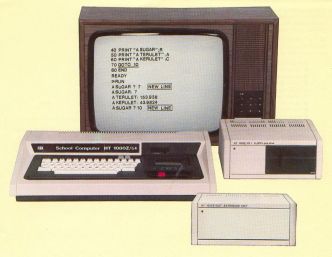 40 PRINT "A SUGAR";R
50 PRINT "A TERULET";A
60 PRINT "A KERULET";C
70 GOTO 10
80 END
READY
>RUN
A SUGAR ? 7 NEW LINE
A SUGAR ?
A TERULET: 153.938
A KERULET: 43.9824
A SUGAR ? 10 NEW LINE
School Computer HT 1080Z/64